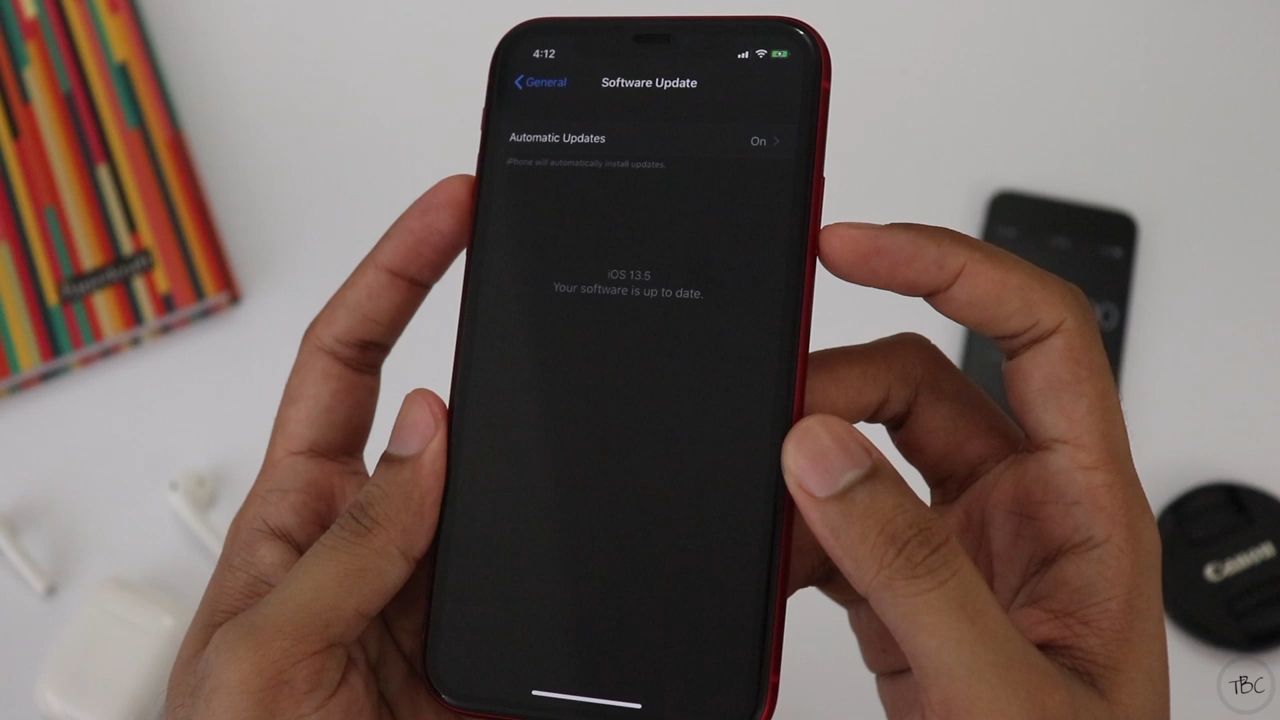 4:12
General
Software Update
Automatic Updates
On
iPhone will automatically install updates.
iOS 13.5
Your software is up to date.
Canon
TBC